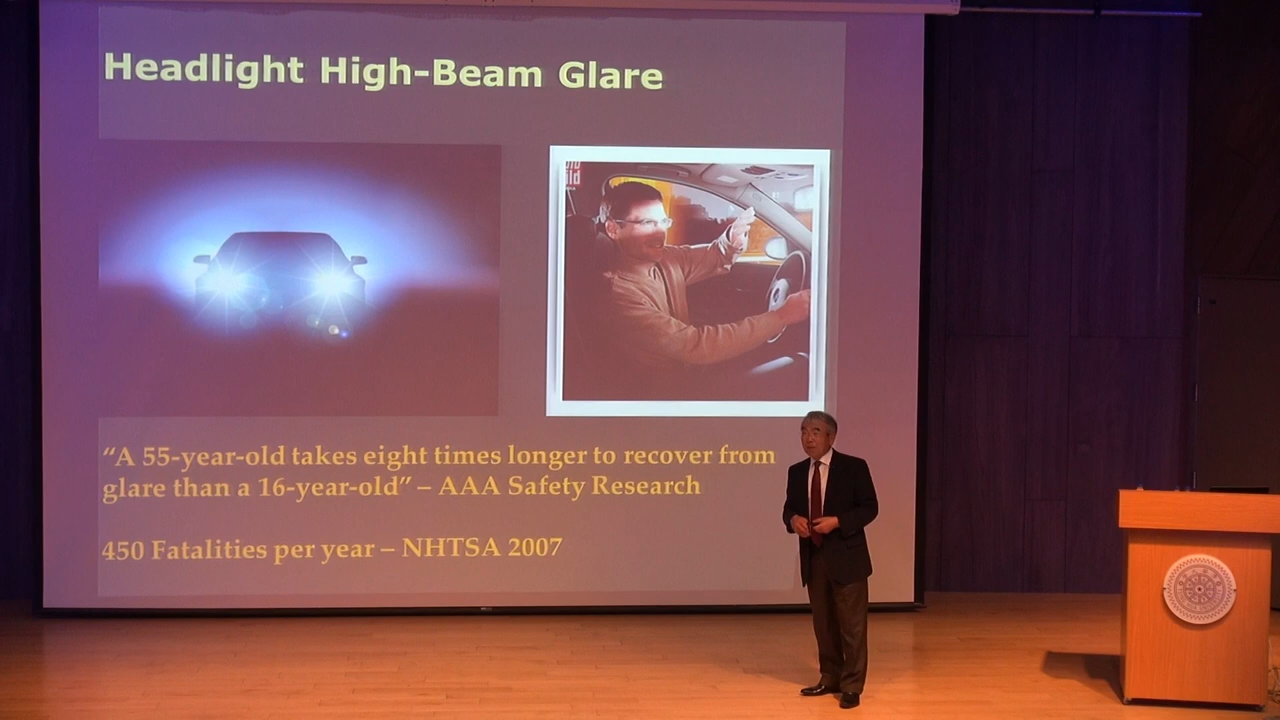 Headlight High-Beam Glare
“A 55-year-old takes eight times longer to recover from
glare than a 16-year-old” – AAA Safety Research
450 Fatalities per year – NHTSA 2007